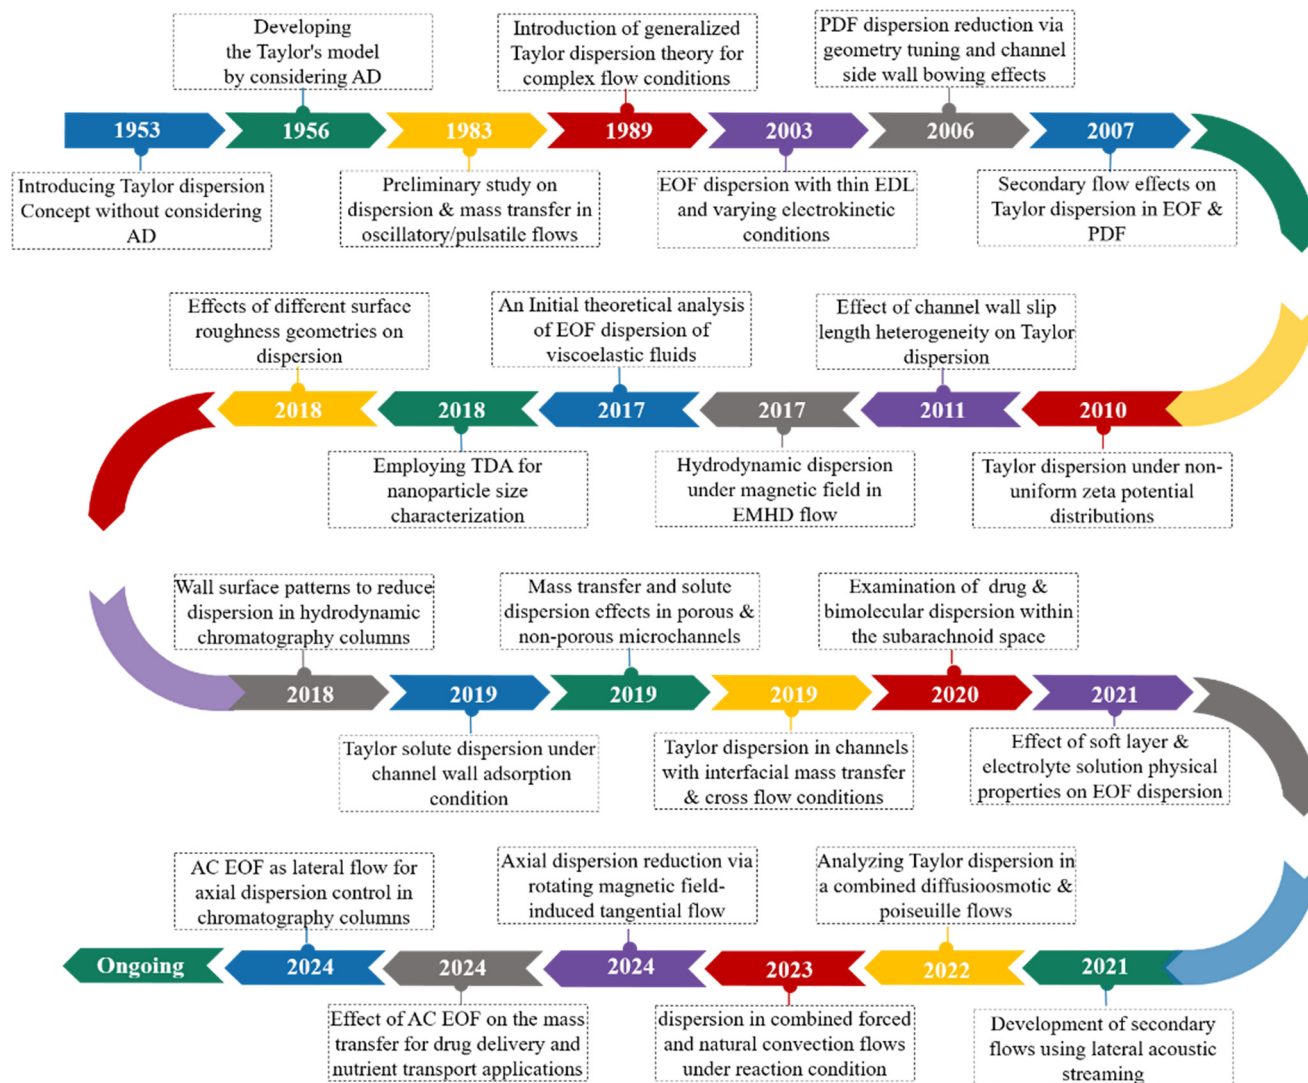 Developing
the Taylor's model
by considering AD
Introduction of generalized
Taylor dispersion theory for
complex flow conditions
PDF dispersion reduction via
geometry tuning and channel
side wall bowing effects
1953
1956
1983
1989
2003
2006
2007
Introducing Taylor dispersion
Concept without considering
AD
Preliminary study on
dispersion & mass transfer in
oscillatory/pulsatile flows
EOF dispersion with thin EDL
and varying electrokinetic
conditions
Secondary flow effects on
Taylor dispersion in EOF &
PDF
Effects of different surface
roughness geometries on
dispersion
An Initial theoretical analysis
of EOF dispersion of
viscoelastic fluids
Effect of channel wall slip
length heterogeneity on Taylor
dispersion
2018
2018
2017
2017
2011
2010
Employing TDA for
nanoparticle size
characterization
Hydrodynamic dispersion
under magnetic field in
EMHD flow
Taylor dispersion under non-
uniform zeta potential
distributions
Wall surface patterns to reduce
dispersion in hydrodynamic
chromatography columns
Mass transfer and solute
dispersion effects in porous &
non-porous microchannels
Examination of drug &
bimolecular dispersion within
the subarachnoid space
2018
2019
2019
2019
2020
2021
Taylor solute dispersion under
channel wall adsorption
condition
Taylor dispersion in channels
with interfacial mass transfer
& cross flow conditions
Effect of soft layer &
electrolyte solution physical
properties on EOF dispersion
AC EOF as lateral flow for
axial dispersion control in
chromatography columns
Axial dispersion reduction via
rotating magnetic field-
induced tangential flow
Analyzing Taylor dispersion in
a combined diffusioosmotic &
poiseuille flows
Ongoing
2024
2024
2024
2023
2022
2021
Effect of AC EOF on the mass
transfer for drug delivery and
nutrient transport applications
dispersion in combined forced
and natural convection flows
under reaction condition
Development of secondary
flows using lateral acoustic
streaming